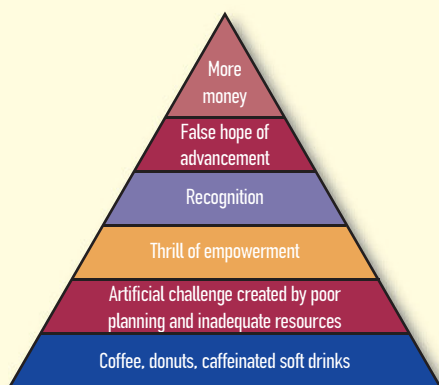 More
money
False hope of
advancement
Recognition
Thrill of empowerment
Artificial challenge created by poor
planning and inadequate resources
Coffee, donuts, caffeinated soft drinks